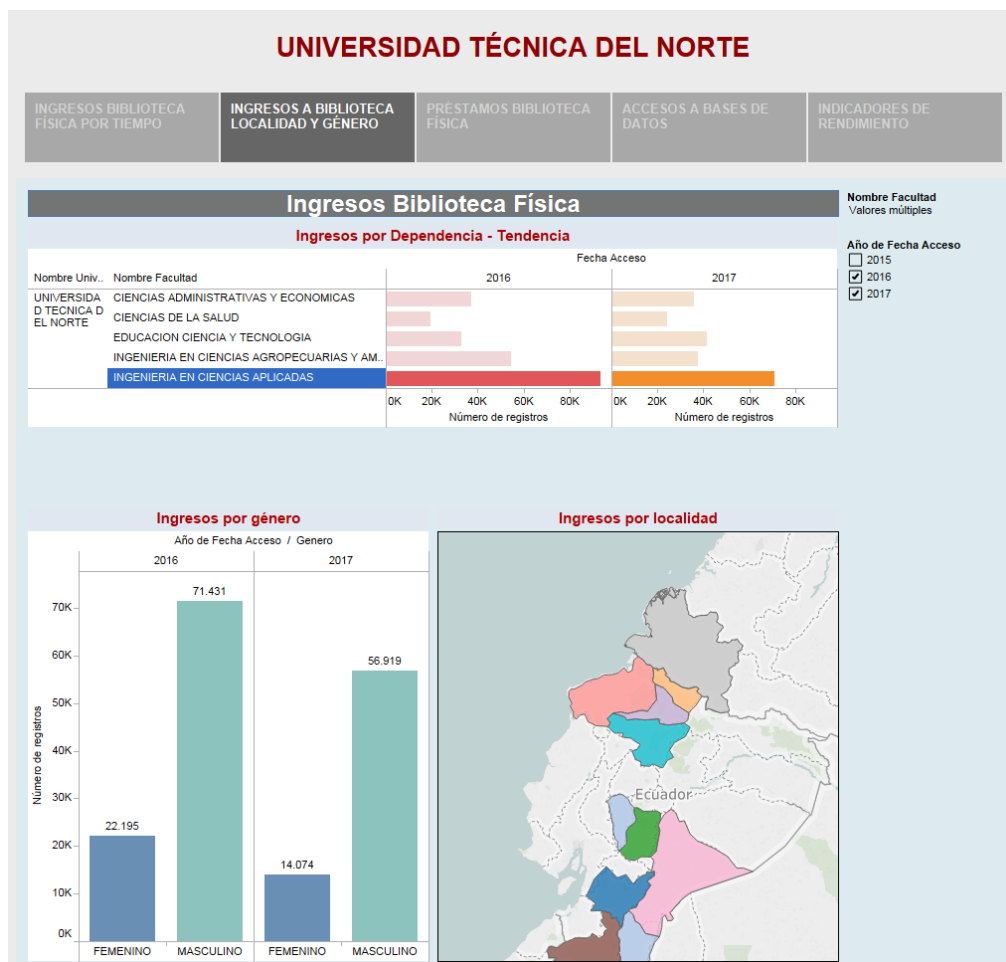 UNIVERSIDAD TÉCNICA DEL NORTE
INGRESOS BIBLIOTECA
FÍSICA POR TIEMPO
INGRESOS A BIBLIOTECA
LOCALIDAD Y GÉNERO
PRÉSTAMOS BIBLIOTECA
FÍSICA
ACCESOS A BASES DE
DATOS
INDICADORES DE
RENDIMIENTO
Ingresos Biblioteca Física
Ingresos por Dependencia - Tendencia
Fecha Acceso
Nombre Univ.. Nombre Facultad 2016 2017
UNIVERSIDA
D TECNICA D
EL NORTE
CIENCIAS ADMINISTRATIVAS Y ECONOMICAS
CIENCIAS DE LA SALUD
EDUCACION CIENCIA Y TECNOLOGIA
INGENIERIA EN CIENCIAS AGROPECUARIAS Y AM..
INGENIERIA EN CIENCIAS APLICADAS
0K 20K 40K 60K 80K 0K 20K 40K 60K 80K
Número de registros Número de registros
Nombre Facultad
Valores múltiples
Año de Fecha Acceso
2015
2016
2017
Ingresos por género
Año de Fecha Acceso / Genero
2016 2017
Número de registros
70K
60K
50K
40K
30K
20K
10K
0K
22.195
71.431
14.074
56.919
FEMENINO MASCULINO FEMENINO MASCULINO
Ingresos por localidad
Ecuador